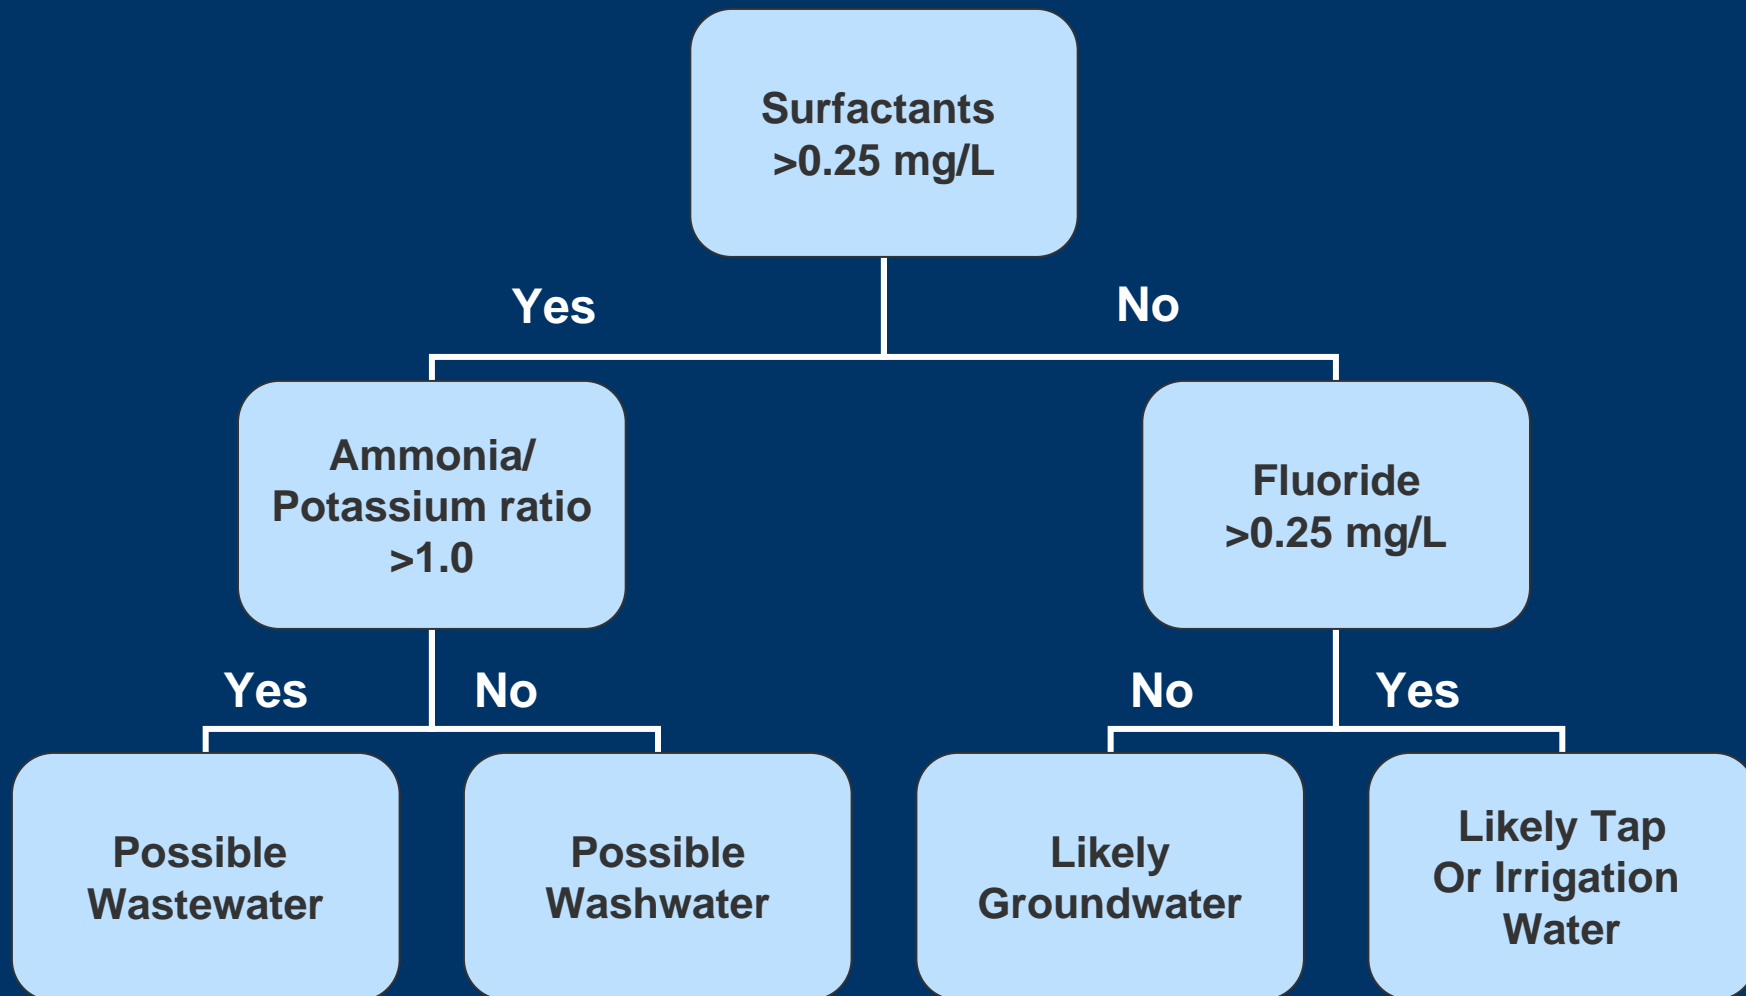 Surfactants
>0.25 mg/L
Yes
No
Ammonia/
Potassium ratio
>1.0
Fluoride
>0.25 mg/L
Yes
No
No
Yes
Possible
Wastewater
Possible
Washwater
Likely
Groundwater
Likely Tap
Or Irrigation
Water